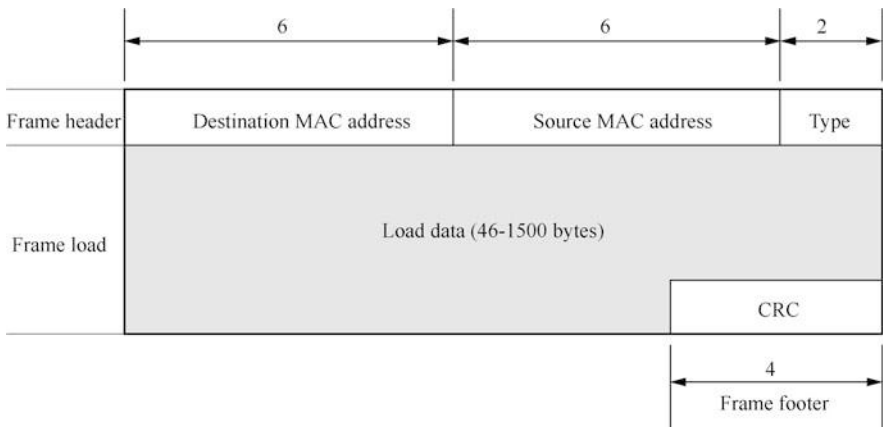 6 6 2
Frame header Destination MAC address Source MAC address Type
Load data (46-1500 bytes)
Frame load
CRC
4
Frame footer